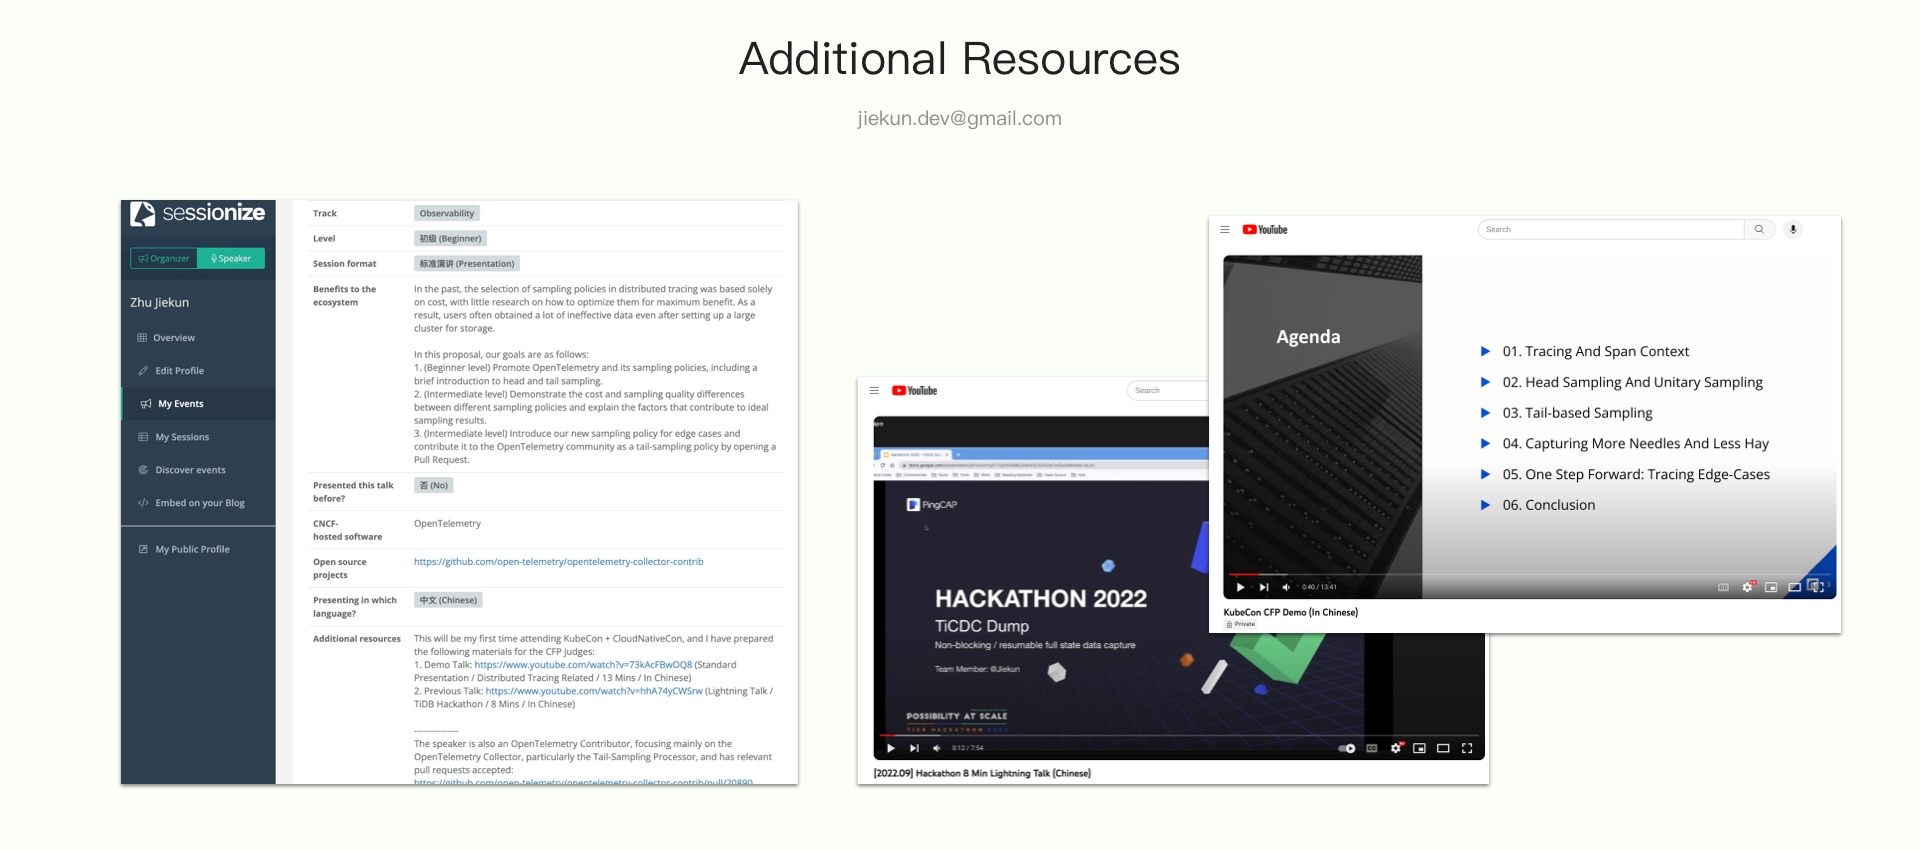 Additional Resources
jiekun.dev@gmail.com
sessionize
Organizer
Speaker
Zhu Jiekun
Overview
Edit Profile
My Events
My Sessions
Discover events
Embed on your Blog
My Public Profile
Track
Observability
Level
初级 (Beginner)
Session format
标准演讲 (Presentation)
Benefits to the
ecosystem
In the past, the selection of sampling policies in distributed tracing was based solely
on cost, with little research on how to optimize them for maximum benefit. As a
result, users often obtained a lot of ineffective data even after setting up a large
cluster for storage.
In this proposal, our goals are as follows:
1. (Beginner level) Promote OpenTelemetry and its sampling policies, including a
brief introduction to head and tail sampling.
2. (Intermediate level) Demonstrate the cost and sampling quality differences
between different sampling policies and explain the factors that contribute to ideal
sampling results.
3. (Intermediate level) Introduce our new sampling policy for edge cases and
contribute it to the OpenTelemetry community as a tail-sampling policy by opening a
Pull Request.
Presented this talk
before?
否 (No)
CNCF-
hosted software
OpenTelemetry
Open source
projects
https://github.com/open-telemetry/opentelemetry-collector-contrib
Presenting in which
language?
中文 (Chinese)
Additional resources
This will be my first time attending KubeCon + CloudNativeCon, and I have prepared
the following materials for the CFP judges:
1. Demo Talk: https://www.youtube.com/watch?v=73kAcFBwOQ8 (Standard
Presentation / Distributed Tracing Related / 13 Mins / In Chinese)
2. Previous Talk: https://www.youtube.com/watch?v=hhA74yCWSrw (Lightning Talk /
TiDB Hackathon / 8 Mins / In Chinese)
---------------
The speaker is also an OpenTelemetry Contributor, focusing mainly on the
OpenTelemetry Collector, particularly the Tail-Sampling Processor, and has relevant
pull requests accepted:
https://github.com/open-telemetry/opentelemetry-collector-contrib/pull/20890
YouTube
Search
PingCAP
HACKATHON 2022
TiCDC Dump
Non-blocking / resumable full state data capture
Team Member: @Jiekun
POSSIBILITY AT SCALE
TIDB HACKATHON 2022
0:12 / 7:54
[2022.09] Hackathon 8 Min Lightning Talk (Chinese)
YouTube
Search
Agenda
01. Tracing And Span Context
02. Head Sampling And Unitary Sampling
03. Tail-based Sampling
04. Capturing More Needles And Less Hay
05. One Step Forward: Tracing Edge-Cases
06. Conclusion
0:40 / 13:41
3
KubeCon CFP Demo (In Chinese)
Private